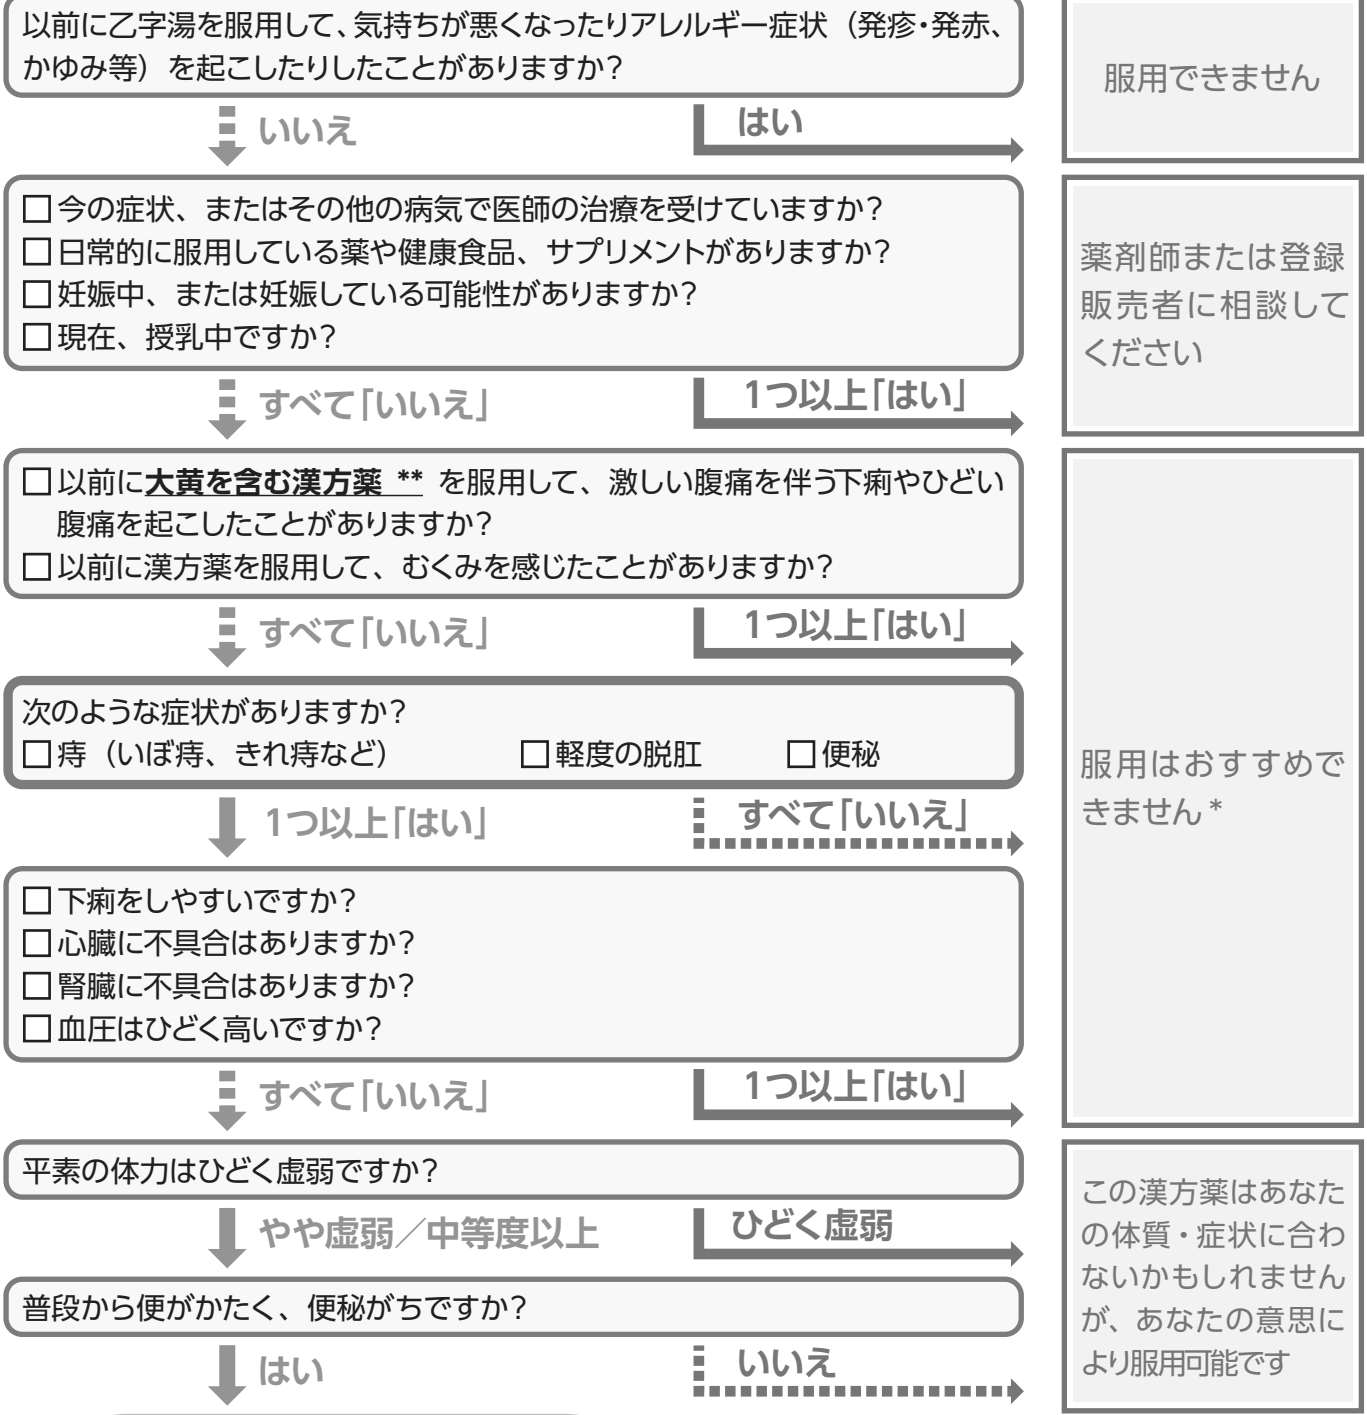 以前に乙字湯を服用して、気持ちが悪くなったりアレルギー症状（発疹・発赤、
かゆみ等）を起こしたりしたことがありますか？
いいえ
はい
服用できません
□今の症状、またはその他の病気で医師の治療を受けていますか？
□日常的に服用している薬や健康食品、サプリメントがありますか？
□妊娠中、または妊娠している可能性がありますか？
□現在、授乳中ですか？
すべて「いいえ」
1つ以上「はい」
薬剤師または登録
販売者に相談して
ください
□以前に大黄を含む漢方薬 ** を服用して、激しい腹痛を伴う下痢やひどい
腹痛を起こしたことがありますか？
□以前に漢方薬を服用して、むくみを感じたことがありますか？
すべて「いいえ」
1つ以上「はい」
次のような症状がありますか？
□痔（いぼ痔、きれ痔など） □軽度の脱肛 □便秘
1つ以上「はい」
すべて「いいえ」
□下痢をしやすいですか？
□心臓に不具合はありますか？
□腎臓に不具合はありますか？
□血圧はひどく高いですか？
すべて「いいえ」
1つ以上「はい」
服用はおすすめで
きません*
平素の体力はひどく虚弱ですか？
やや虚弱／中等度以上
ひどく虚弱
普段から便がかたく、便秘がちですか？
はい
いいえ
この漢方薬はあなた
の体質・症状に合わ
ないかもしれません
が、あなたの意思に
より服用可能です